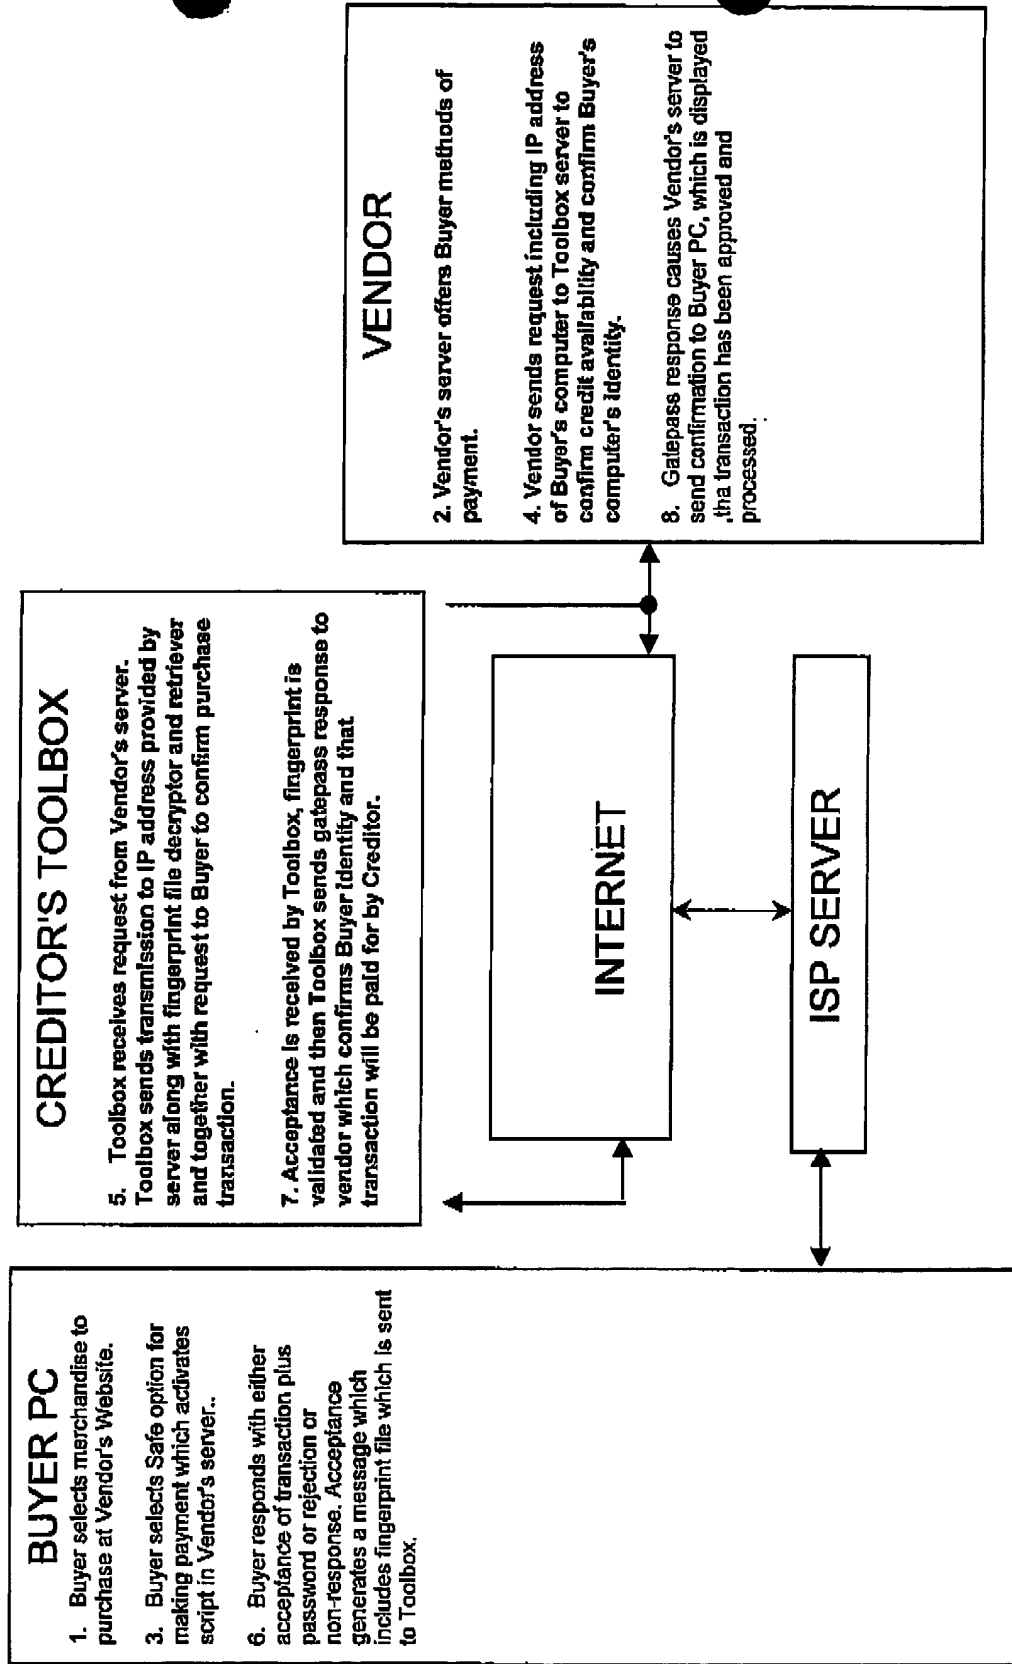 BUYER PC
1. Buyer selects merchandise to
purchase at Vendor's Website.
3. Buyer selects Safe option for
making payment which activates
script in Vendor's server..
6. Buyer responds with either
acceptance of transaction plus
password or rejection or
non-response. Acceptance
generates a message which
includes fingerprint file which is sent
to Toolbox.
CREDITOR'S TOOLBOX
5. Toolbox receives request from Vendor's server.
Toolbox sends transmission to IP address provided by
server along with fingerprint file decryptor and retriever
and together with request to Buyer to confirm purchase
transaction.
7. Acceptance is received by Toolbox, fingerprint is
validated and then Toolbox sends gatepass response to
vendor which confirms Buyer identity and that
transaction will be paid for by Creditor.
VENDOR
2. Vendor's server offers Buyer methods of
payment.
4. Vendor sends request including IP address
of Buyer's computer to Toolbox server to
confirm credit availability and confirm Buyer's
computer's identity.
8. Gatepass response causes Vendor's server to
send confirmation to Buyer PC, which is displayed
,tha transaction has been approved and
processed.
INTERNET
ISP SERVER